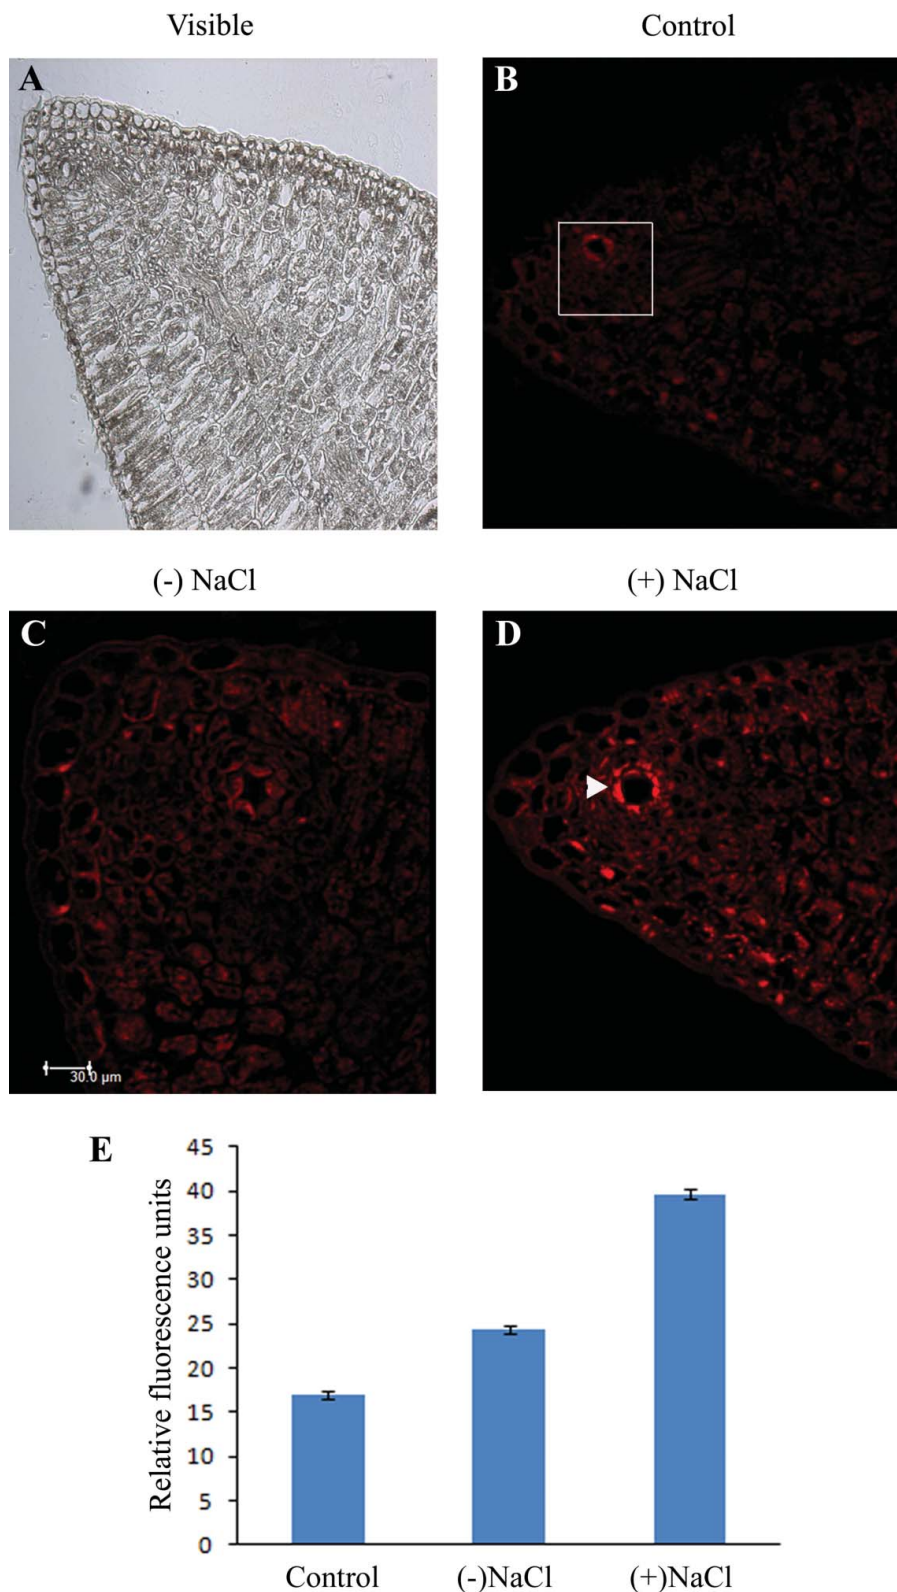 Visible
Control
A
B
(-) NaCl
(+) NaCl
C
D
30.0 µm
E
Relative fluorescence units
45
40
35
30
25
20
15
10
5
0
Control
(-)NaCl
(+)NaCl